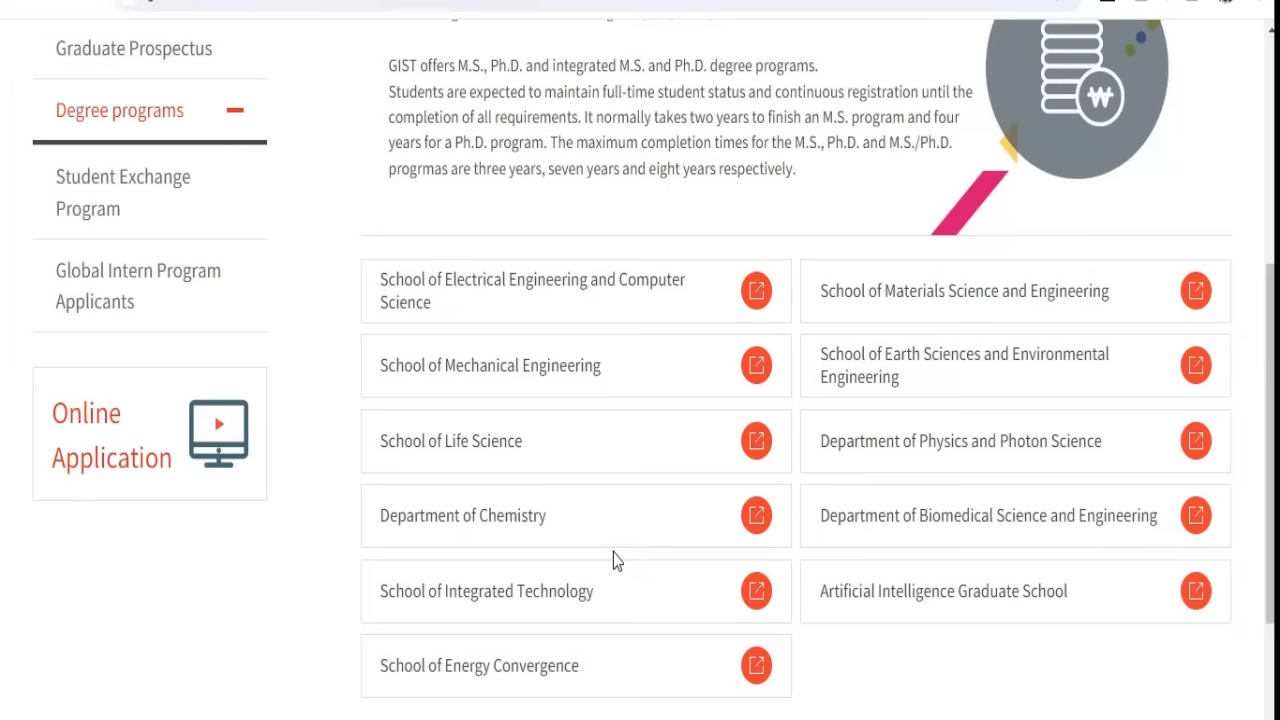 Graduate Prospectus
Degree programs
Student Exchange
Program
Global Intern Program
Applicants
Online
Application
GIST offers M.S., Ph.D. and integrated M.S. and Ph.D. degree programs.
Students are expected to maintain full-time student status and continuous registration until the
completion of all requirements. It normally takes two years to finish an M.S. program and four
years for a Ph.D. program. The maximum completion times for the M.S., Ph.D. and M.S./Ph.D.
progrmas are three years, seven years and eight years respectively.
₩
School of Electrical Engineering and Computer
Science
School of Materials Science and Engineering
School of Mechanical Engineering
School of Earth Sciences and Environmental
Engineering
School of Life Science
Department of Physics and Photon Science
Department of Chemistry
Department of Biomedical Science and Engineering
School of Integrated Technology
Artificial Intelligence Graduate School
School of Energy Convergence